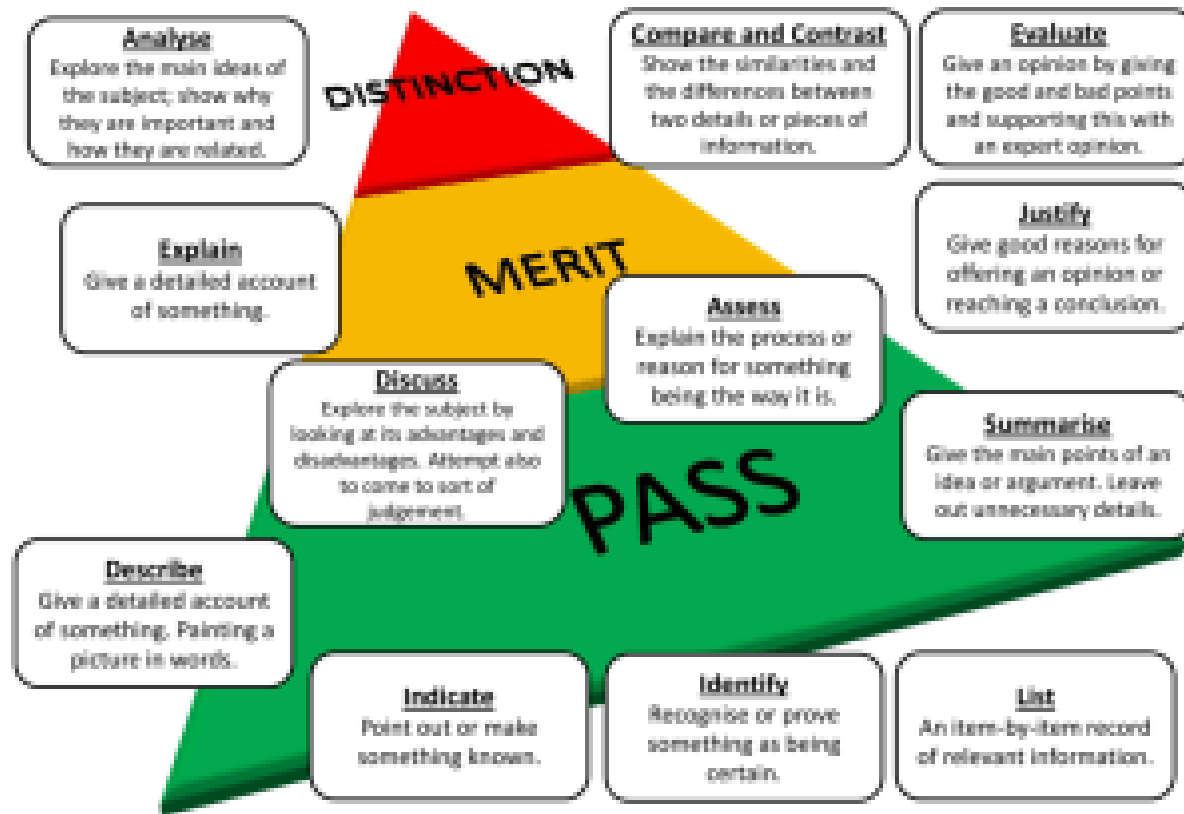 Analyse
Explore the main ideas of
the subject; show why
they are important and
how they are related.
DISTINCTION
Compare and Contrast
Show the similarities and
the differences between
two details or pieces of
information.
Evaluate
Give an opinion by giving
the good and bad points
and supporting this with
an expert opinion.
Explain
Give a detailed account
of something.
MERIT
Justify
Give good reasons for
offering an opinion or
reaching a conclusion.
Assess
Explain the process or
reason for something
being the way it is.
Discuss
Explore the subject by
looking at its advantages and
disadvantages. Attempt also
to come to sort of
judgement.
Summarise
Give the main points of an
idea or argument. Leave
out unnecessary details.
PASS
Describe
Give a detailed account
of something. Painting a
picture in words.
Indicate
Point out or make
something known.
Identify
Recognise or prove
something as being
certain.
List
An item-by-item record
of relevant information.